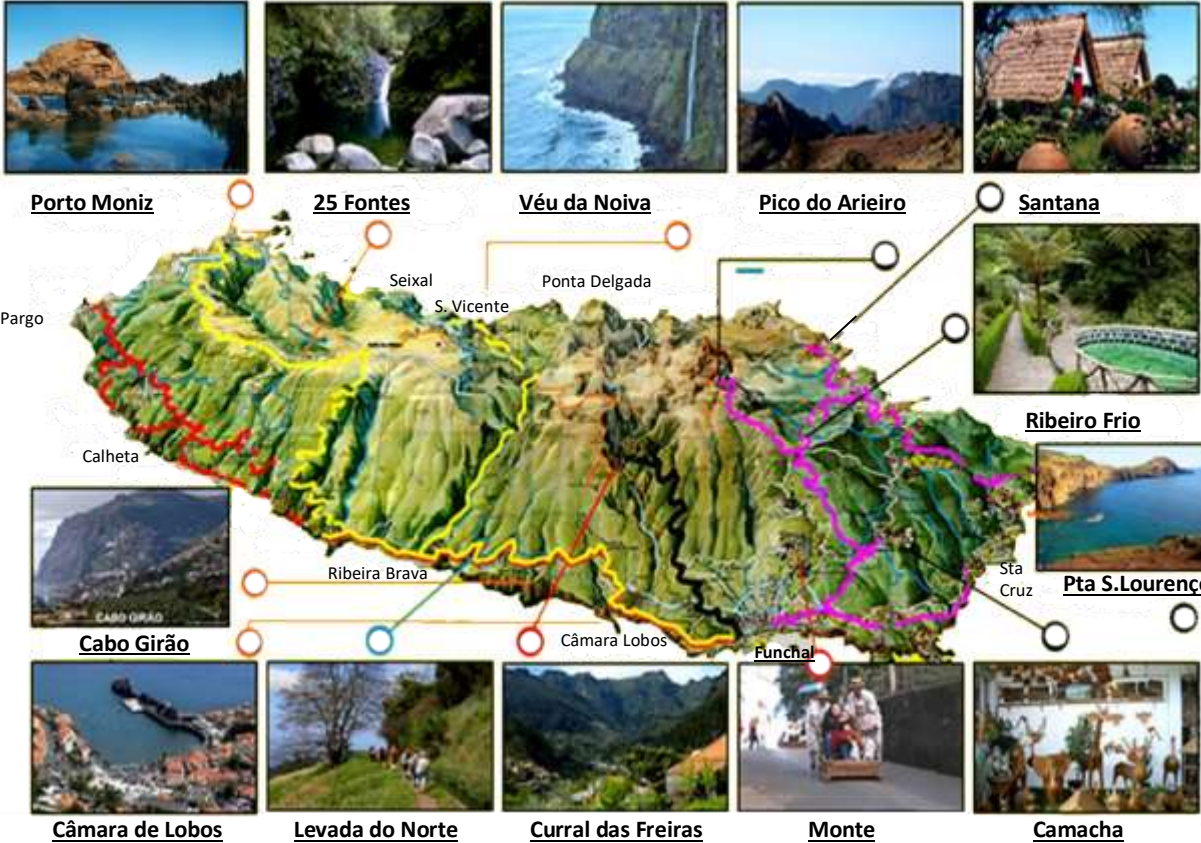 Porto Moniz
25 Fontes
Véu da Noiva
Pico do Arieiro
Santana
Seixal
Ponta Delgada
S. Vicente
Pargo
Ribeiro Frio
Calheta
Ribeira Brava
Sta
Cruz
Pta S.Lourenço
CABO GIRÃO
Cabo Girão
Câmara Lobos
Funchal
Câmara de Lobos
Levada do Norte
Curral das Freiras
Monte
Camacha